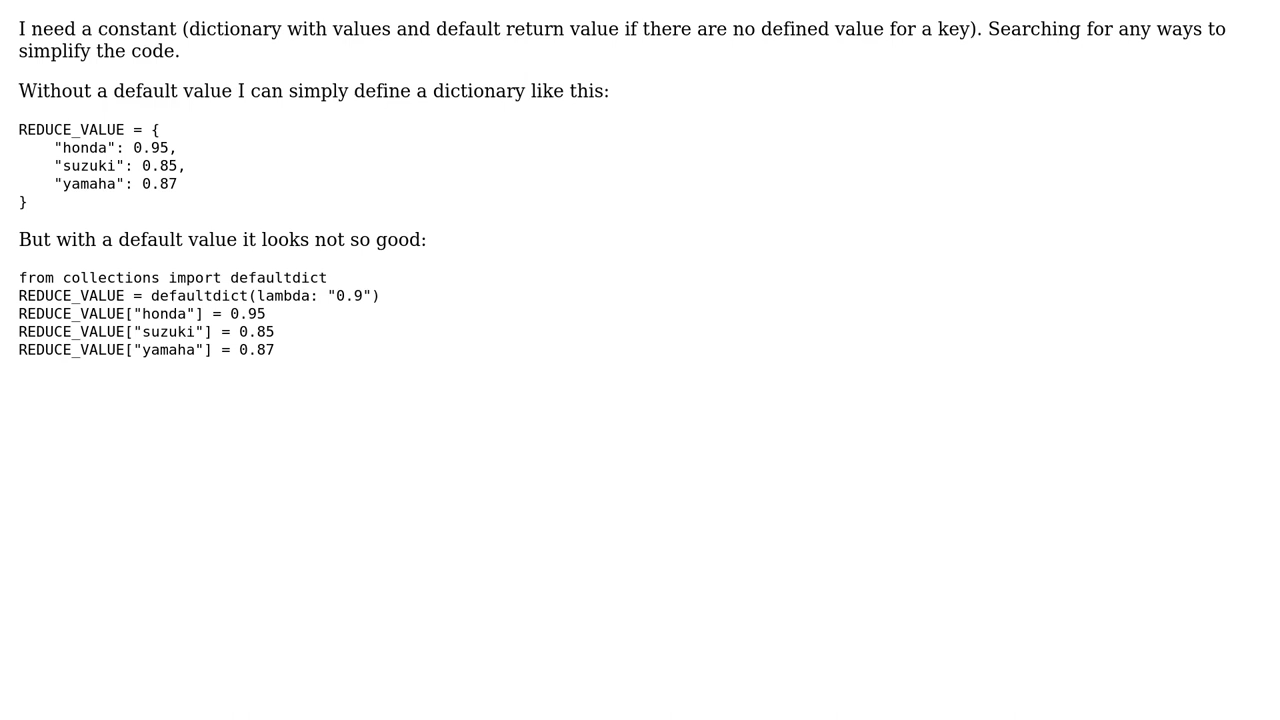 I need a constant (dictionary with values and default return value if there are no defined value for a key). Searching for any ways to
simplify the code.
Without a default value I can simply define a dictionary like this:
REDUCE_VALUE = {
    "honda": 0.95,
    "suzuki": 0.85,
    "yamaha": 0.87
}
But with a default value it looks not so good:
from collections import defaultdict
REDUCE_VALUE = defaultdict(lambda: "0.9")
REDUCE_VALUE["honda"] = 0.95
REDUCE_VALUE["suzuki"] = 0.85
REDUCE_VALUE["yamaha"] = 0.87